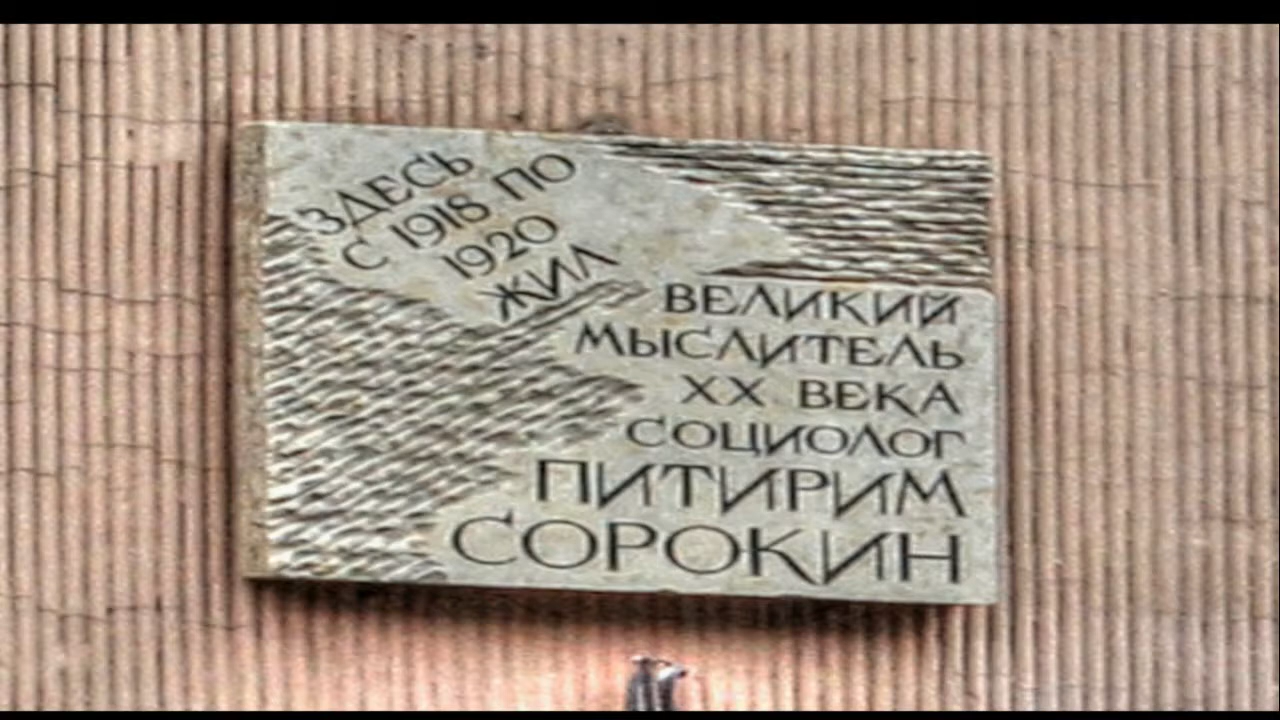 ЗДЕСЬ
С 1918 ПО
1920
ЖИЛ
ВЕЛИКИЙ
МЫСЛИТЕЛЬ
XX ВЕКА
СОЦИОЛОГ
ПИТИРИМ
СОРОКИН